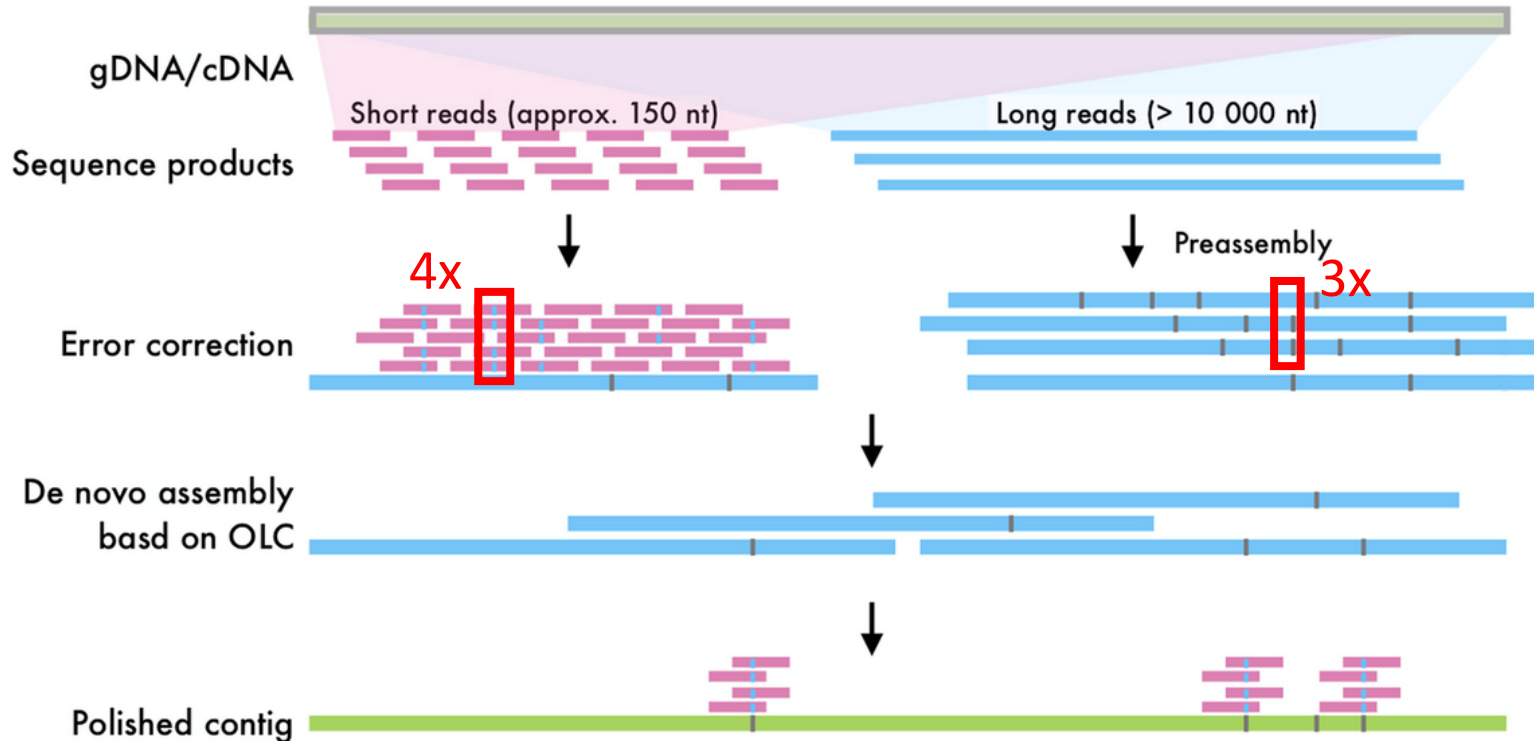 gDNA/cDNA
Short reads (approx. 150 nt)
Long reads (> 10 000 nt)
Sequence products
Preassembly
4x
3x
Error correction
De novo assembly
basd on OLC
Polished contig